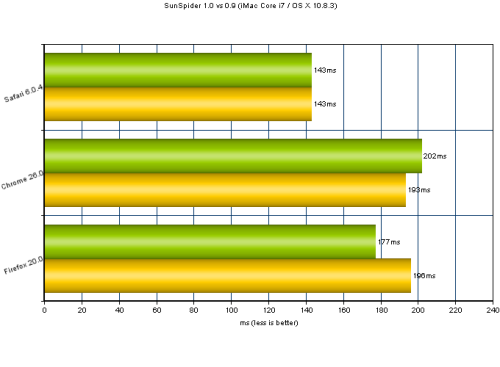 SunSpider 1.0 vs 0.9 (iMac Core i7 / OS X 10.8.3)
Safari 6.0.4
143ms
143ms
Chrome 26.0
202ms
193ms
Firefox 20.0
177ms
196ms
0 20 40 60 80 100 120 140 160 180 200 220 240
ms (less is better)